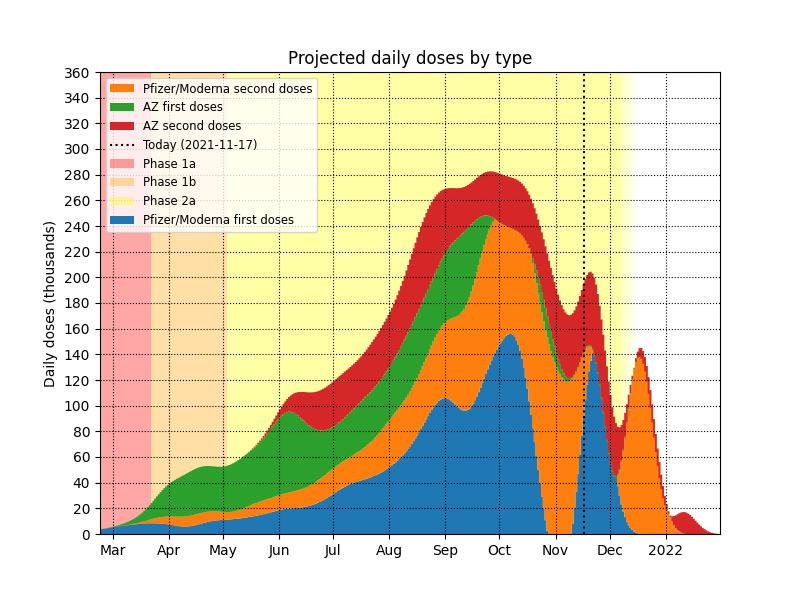 Projected daily doses by type
Daily doses (thousands)
360
340
320
300
280
260
240
220
200
180
160
140
120
100
80
60
40
20
0
Pfizer/Moderna second doses
AZ first doses
AZ second doses
Today (2021-11-17)
Phase 1a
Phase 1b
Phase 2a
Pfizer/Moderna first doses
Mar Apr May Jun Jul Aug Sep Oct Nov Dec 2022